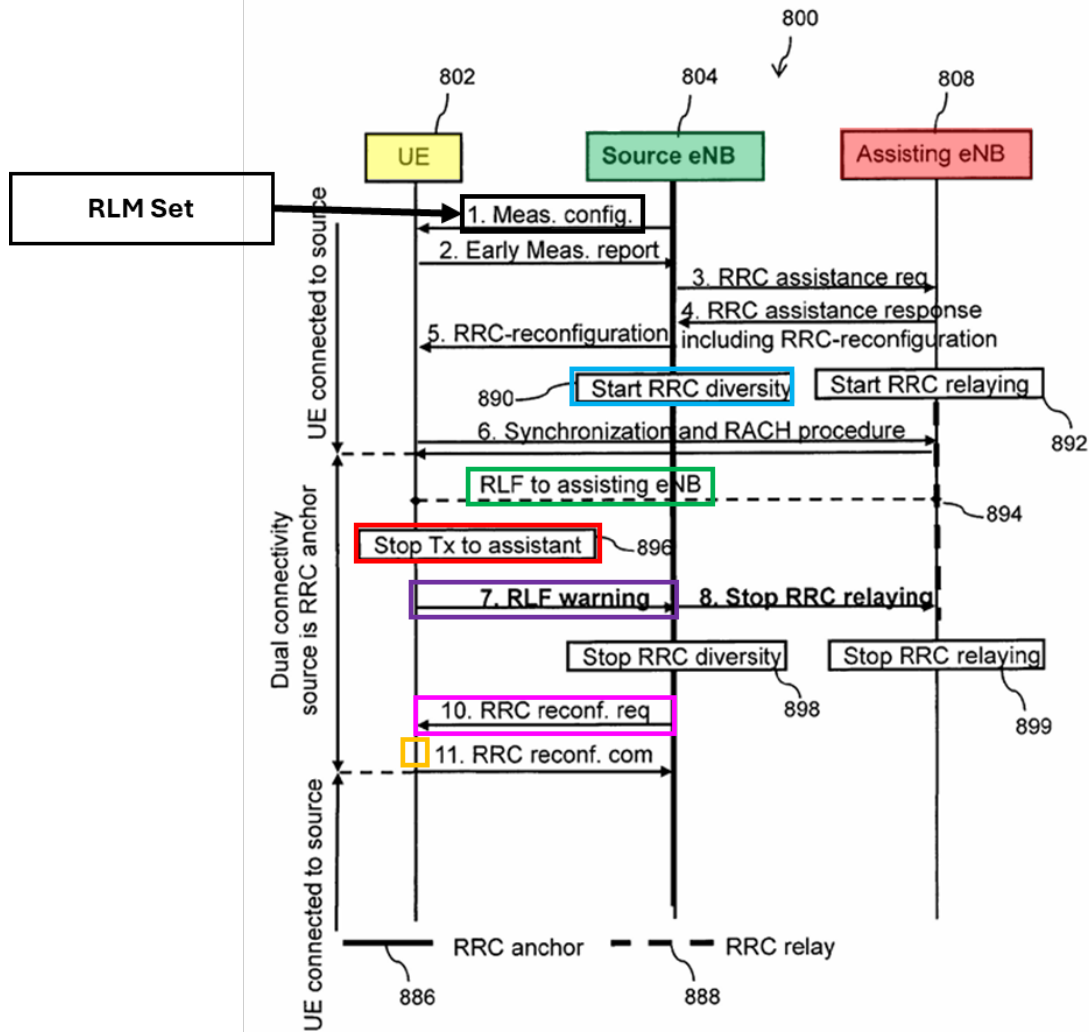 800
802
804
808
UE
Source eNB
Assisting eNB
RLM Set
1. Meas. config.
2. Early Meas. report
3. RRC assistance req
4. RRC assistance response
5. RRC-reconfiguration
including RRC-reconfiguration
UE connected to source
890
Start RRC diversity
Start RRC relaying
892
6. Synchronization and RACH procedure
RLF to assisting eNB
894
Stop Tx to assistant
896
Dual connectivity
source is RRC anchor
7. RLF warning
8. Stop RRC relaying
Stop RRC diversity
Stop RRC relaying
898
899
10. RRC reconf. req
11. RRC reconf. com
UE connected to source
RRC anchor
RRC relay
886
888